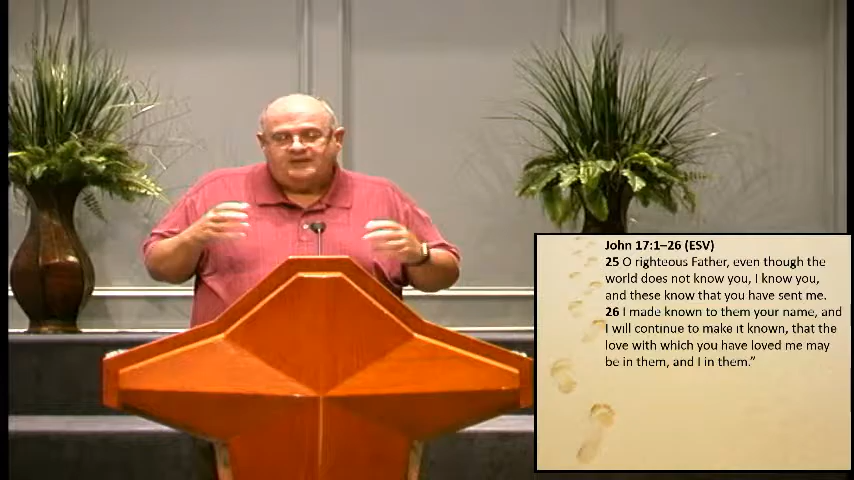 John 17:1–26 (ESV)
25 O righteous Father, even though the
world does not know you, I know you,
and these know that you have sent me.
26 I made known to them your name, and
I will continue to make it known, that the
love with which you have loved me may
be in them, and I in them.”